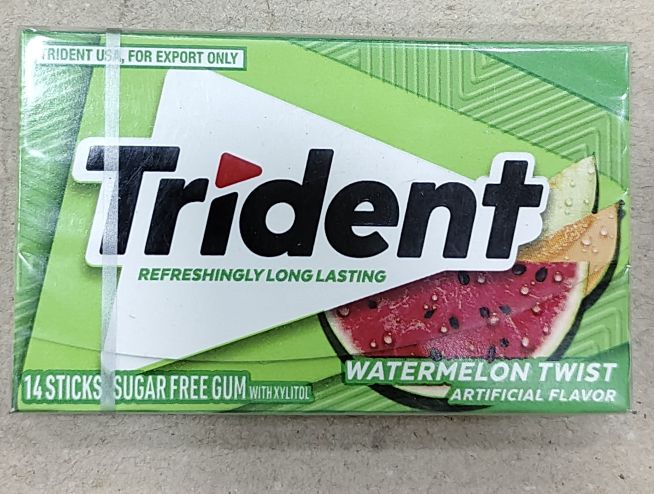 TRIDENT USA, FOR EXPORT ONLY
Trident
REFRESHINGLY LONG LASTING
14 STICKS SUGAR FREE GUM WITH XYLITOL
WATERMELON TWIST
ARTIFICIAL FLAVOR